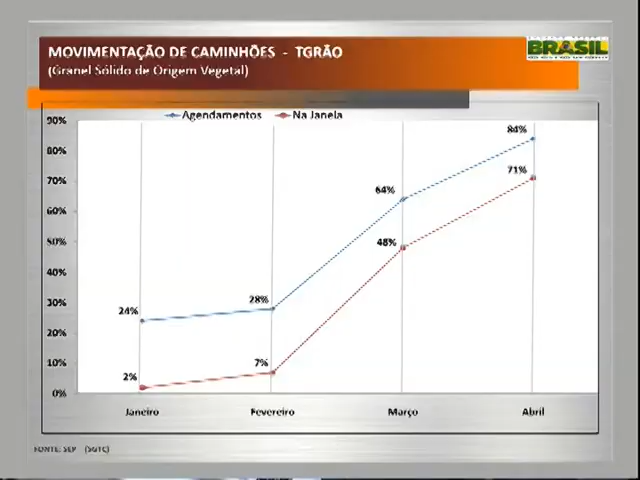 MOVIMENTAÇÃO DE CAMINHÕES - TGRÃO
(Granel Sólido de Origem Vegetal)
BRASIL
Agendamentos
Na Janela
90%
80%
70%
60%
50%
40%
30%
20%
10%
0%
24%
28%
64%
84%
2%
7%
48%
71%
Janeiro
Fevereiro
Março
Abril
FONTE: SEP (SGTC)